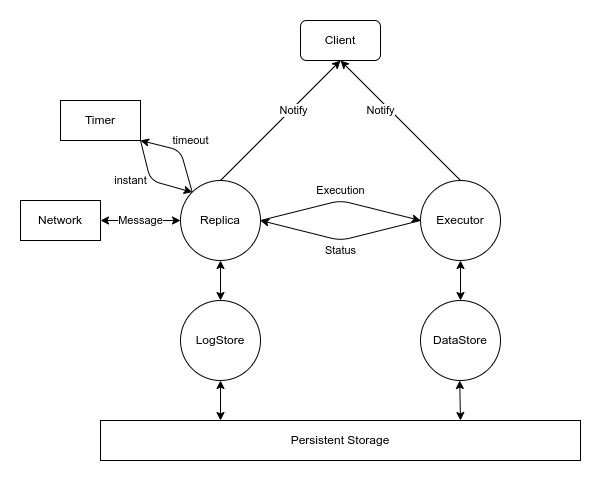 Client
Notify
Notify
Timer
timeout
instant
Execution
Network
Message
Replica
Executor
Status
LogStore
DataStore
Persistent Storage